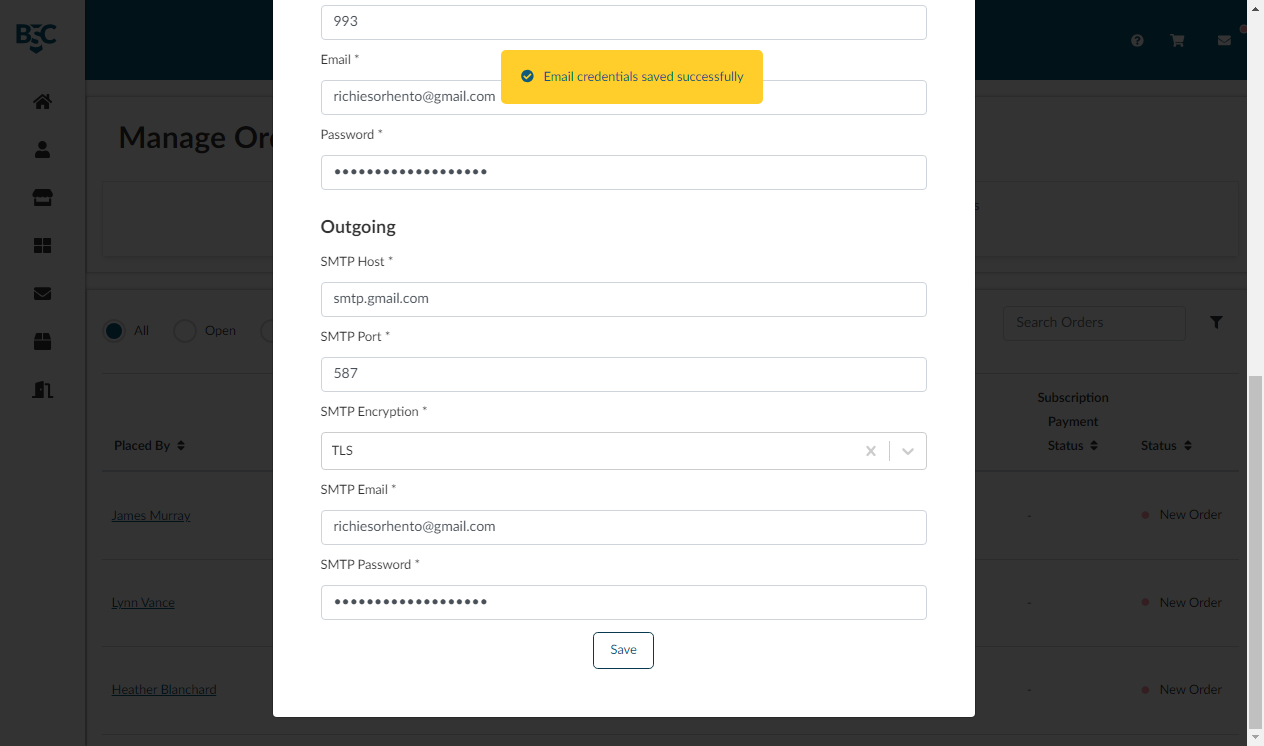 BSC
993
Email *
Email credentials saved successfully
richiesorhento@gmail.com
Manage Or
Password *
•••••••••••••••••••
Outgoing
SMTP Host *
smtp.gmail.com
All
Open
Search Orders
SMTP Port *
587
SMTP Encryption *
TLS
Placed By
Subscription
Payment
Status
Status
SMTP Email *
richiesorhento@gmail.com
James Murray
-
New Order
SMTP Password *
•••••••••••••••••••
Lynn Vance
-
New Order
Save
Heather Blanchard
-
New Order